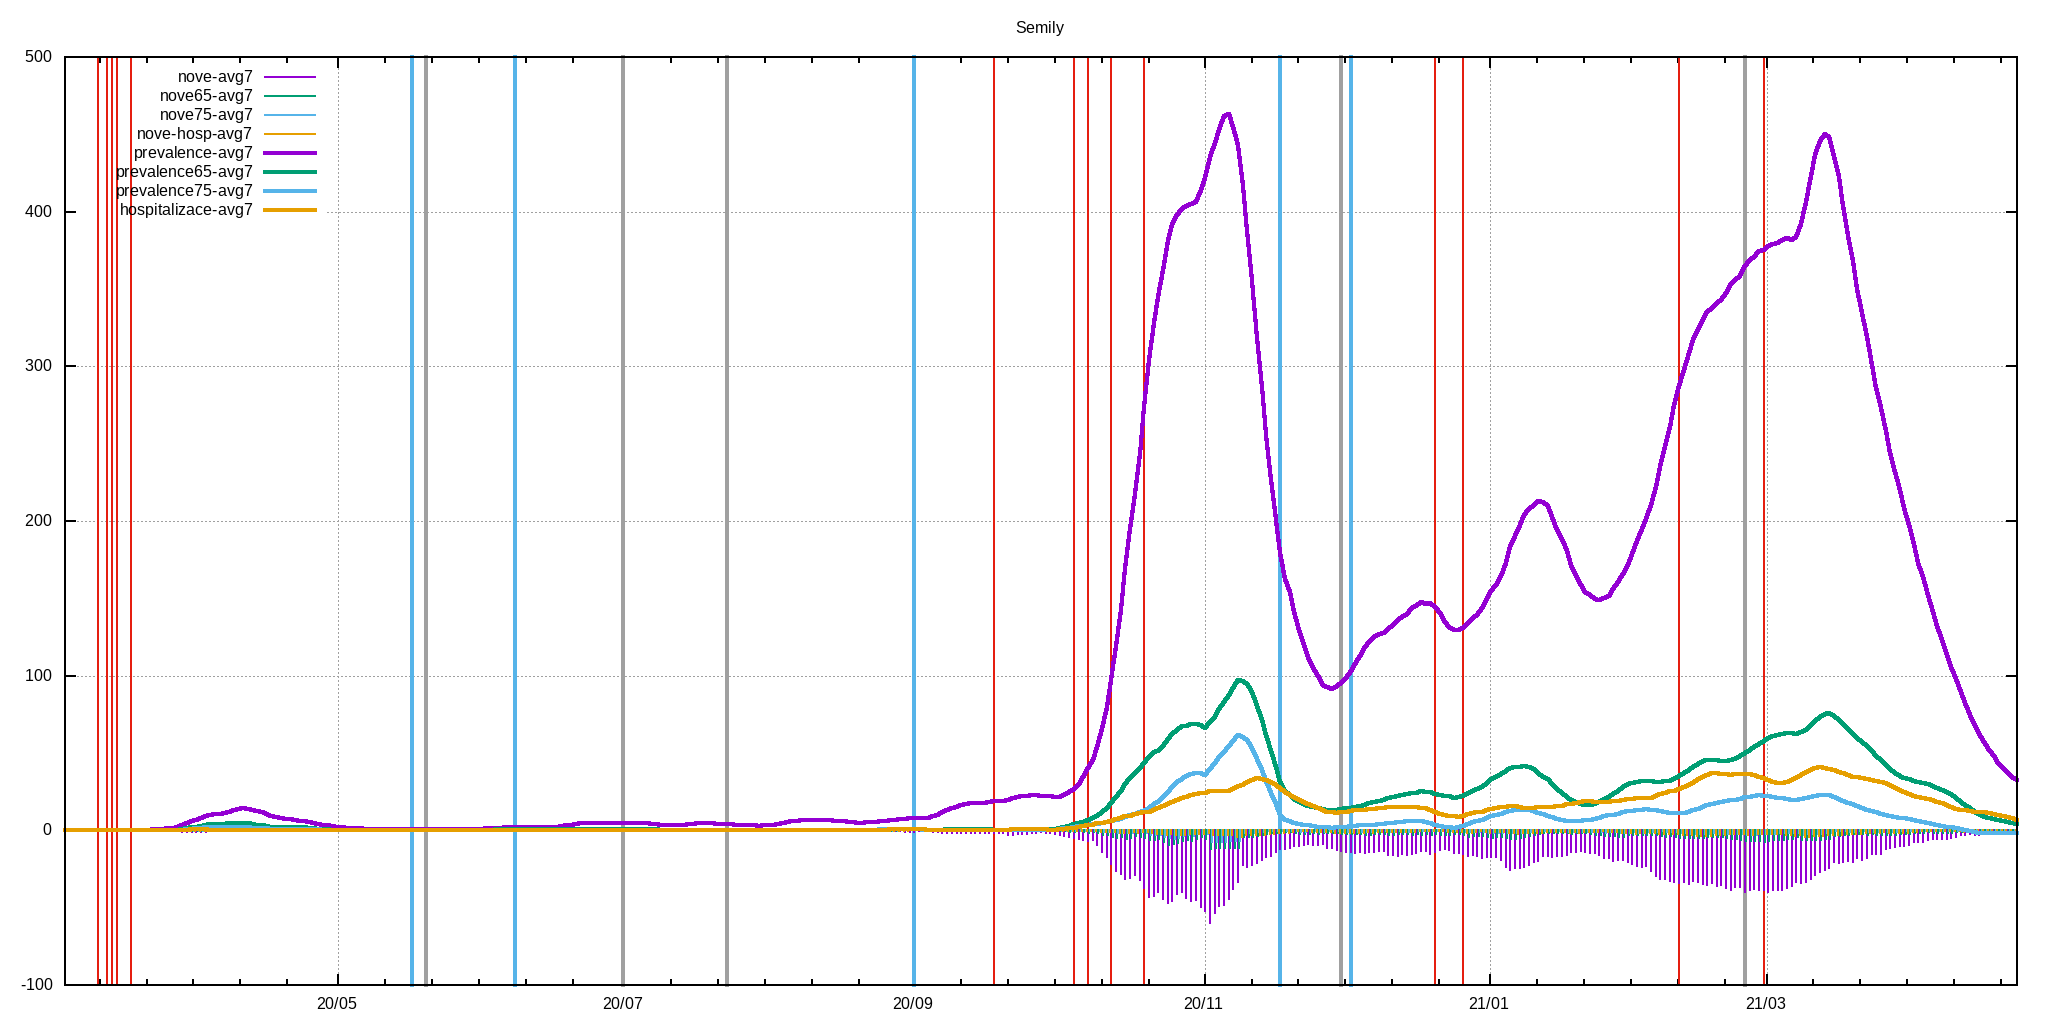 Semily
500
400
300
200
100
0
-100
nove-avg7
nove65-avg7
nove75-avg7
nove-hosp-avg7
prevalence-avg7
prevalence65-avg7
prevalence75-avg7
hospitalizace-avg7
20/05
20/07
20/09
20/11
21/01
21/03